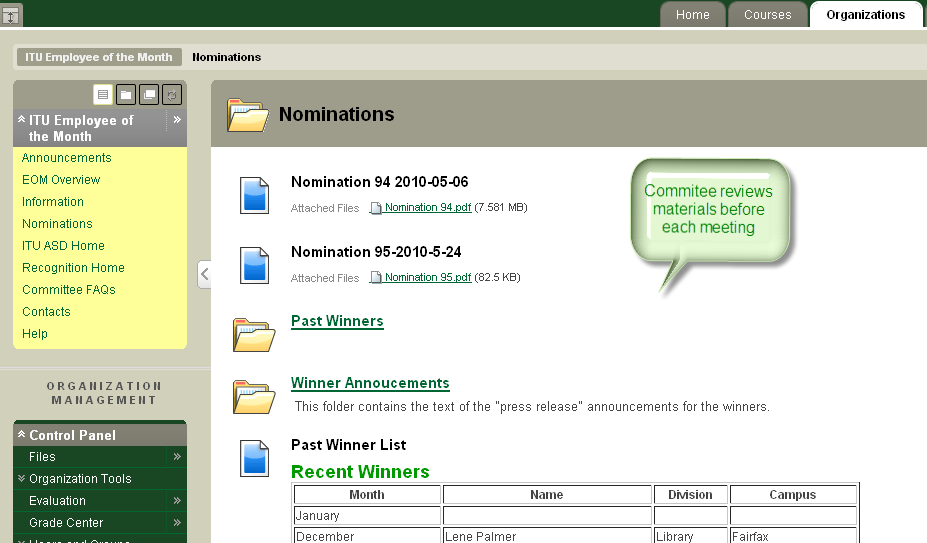 Home Courses Organizations
ITU Employee of the Month Nominations
ITU Employee of
the Month
Announcements
EOM Overview
Information
Nominations
ITU ASD Home
Recognition Home
Committee FAQs
Contacts
Help
ORGANIZATION
MANAGEMENT
Control Panel
Files
Organization Tools
Evaluation
Grade Center
Users and Groups
Nominations
Nomination 94 2010-05-06
Attached Files Nomination 94.pdf (7.581 MB)
Nomination 95-2010-5-24
Attached Files Nomination 95.pdf (82.5 KB)
Commitee reviews
materials before
each meeting
Past Winners
Winner Annoucements
This folder contains the text of the "press release" announcements for the winners.
Past Winner List
Recent Winners
Month Name Division Campus
January
December Lene Palmer Library Fairfax